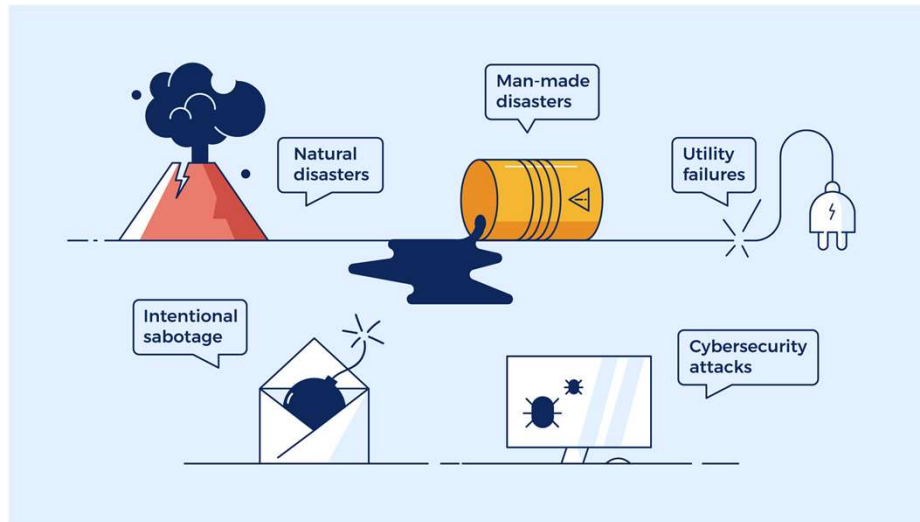 Natural
disasters
Man-made
disasters
Utility
failures
Intentional
sabotage
Cybersecurity
attacks